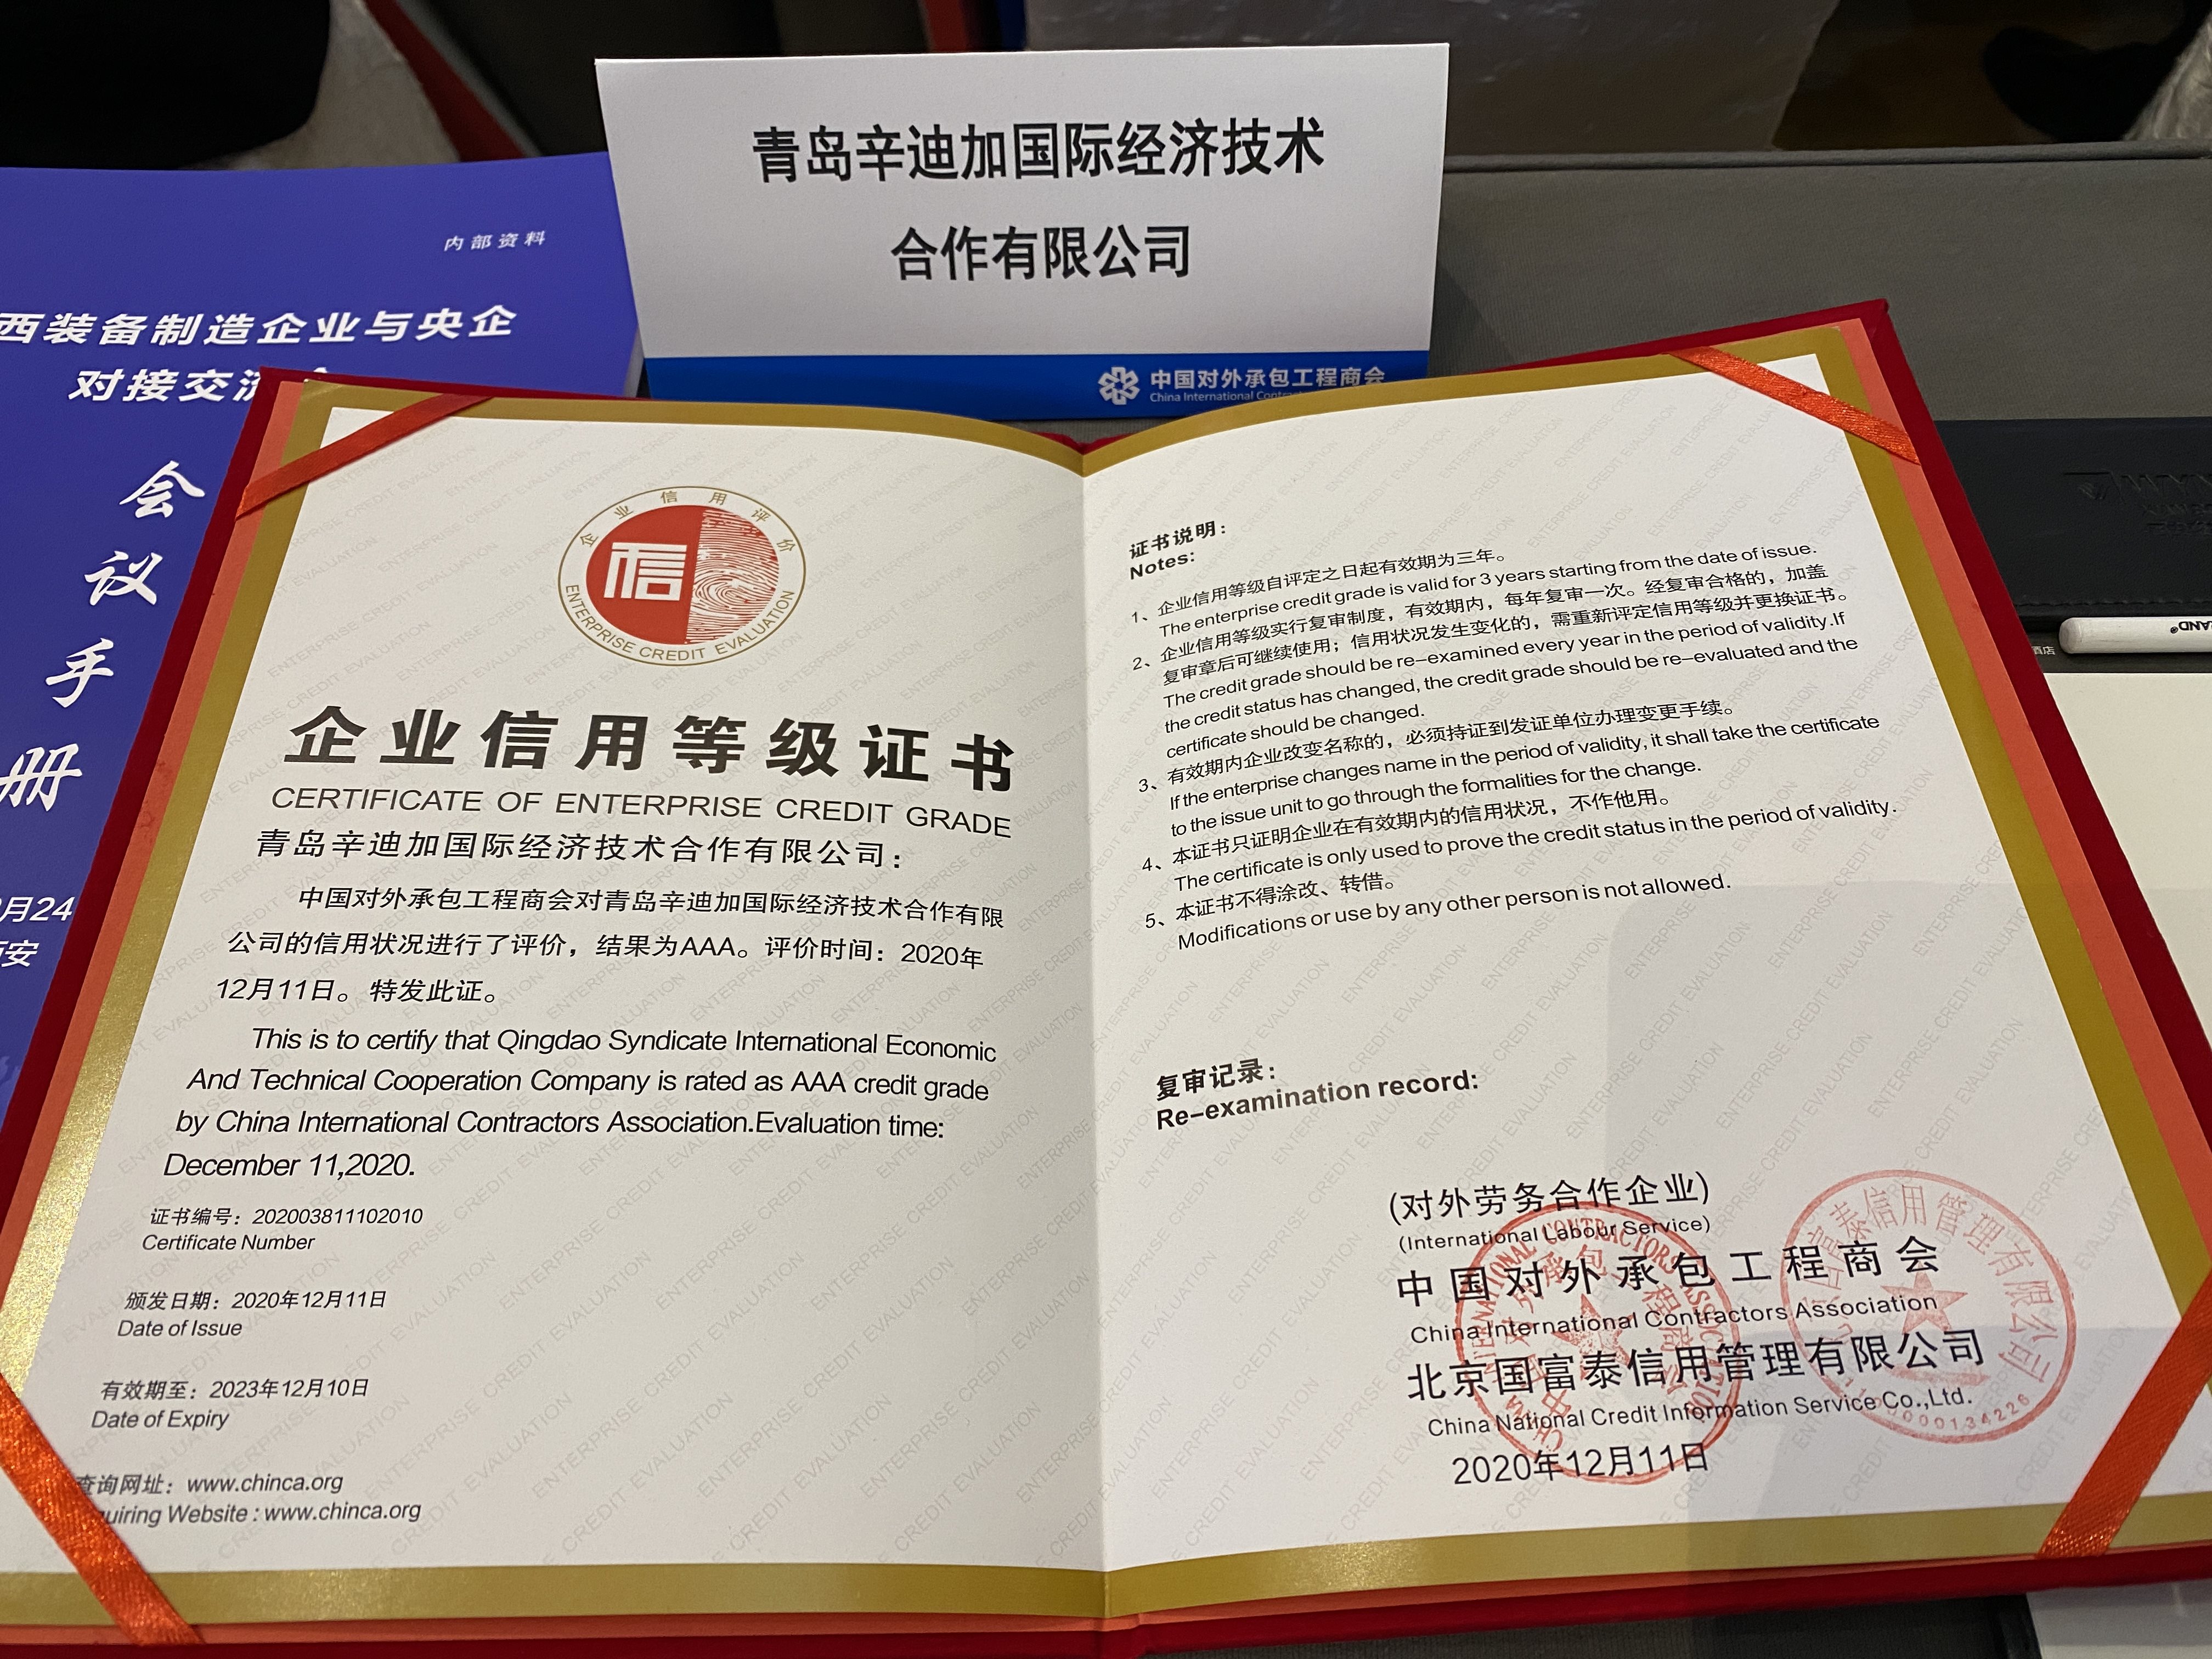 青岛辛迪加国际经济技术
合作有限公司
中国对外承包工程商会
China International
内部资料
西装备制造企业与央企
对接交流
会
议
手
册
月24
安
企业信用评价
信
ENTERPRISE CREDIT EVALUATION
企业信用等级证书
CERTIFICATE OF ENTERPRISE CREDIT GRADE
青岛辛迪加国际经济技术合作有限公司：
中国对外承包工程商会对青岛辛迪加国际经济技术合作有限
公司的信用状况进行了评价，结果为AAA。评价时间：2020年
12月11日。特发此证。
This is to certify that Qingdao Syndicate International Economic
And Technical Cooperation Company is rated as AAA credit grade
by China International Contractors Association.Evaluation time:
December 11,2020.
证书编号：202003811102010
Certificate Number
颁发日期：2020年12月11日
Date of Issue
有效期至：2023年12月10日
Date of Expiry
查询网址：www.chinca.org
uiring Website : www.chinca.org
证书说明：
Notes:
1、企业信用等级自评定之日起有效期为三年。
The enterprise credit grade is valid for 3 years starting from the date of issue.
2、企业信用等级实行复审制度，有效期内，每年复审一次。经复审合格的，加盖
复审章后可继续使用；信用状况发生变化的，需重新评定信用等级并更换证书。
The credit grade should be re-examined every year in the period of validity.If
the credit status has changed, the credit grade should be re-evaluated and the
certificate should be changed.
3、有效期内企业改变名称的，必须持证到发证单位办理变更手续。
If the enterprise changes name in the period of validity, it shall take the certificate
to the issue unit to go through the formalities for the change.
4、本证书只证明企业在有效期内的信用状况，不作他用。
The certificate is only used to prove the credit status in the period of validity.
5、本证书不得涂改、转借。
Modifications or use by any other person is not allowed.
复审记录：
Re-examination record:
(对外劳务合作企业)
(International Labour Service)
中国对外承包工程商会
China International Contractors Association
北京国富泰信用管理有限公司
China National Credit Information Service Co.,Ltd.
2020年12月11日